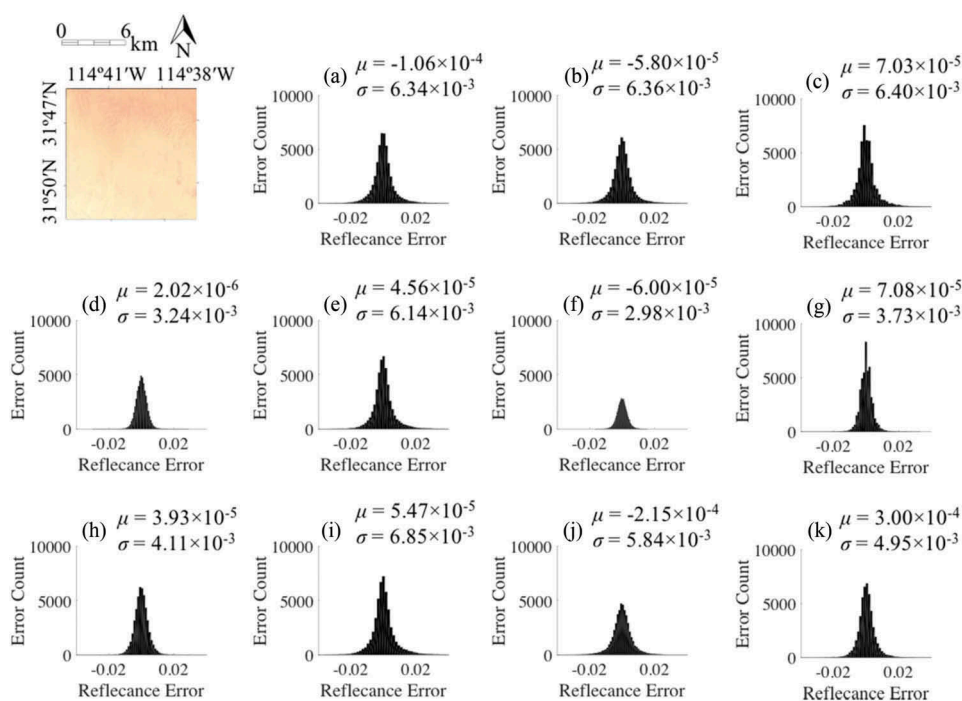 0 6 km
N
114°41′W 114°38′W
31°47′N
31°50′N
(a) μ = -1.06×10-4
σ = 6.34×10-3
10000
5000
0
Error Count
-0.02 0.02
Reflecance Error
(b) μ = -5.80×10-5
σ = 6.36×10-3
10000
5000
0
Error Count
-0.02 0.02
Reflecance Error
(c) μ = 7.03×10-5
σ = 6.40×10-3
10000
5000
0
Error Count
-0.02 0.02
Reflecance Error
(d) μ = 2.02×10-6
σ = 3.24×10-3
10000
5000
0
Error Count
-0.02 0.02
Reflecance Error
(e) μ = 4.56×10-5
σ = 6.14×10-3
10000
5000
0
Error Count
-0.02 0.02
Reflecance Error
(f) μ = -6.00×10-5
σ = 2.98×10-3
10000
5000
0
Error Count
-0.02 0.02
Reflecance Error
(g) μ = 7.08×10-5
σ = 3.73×10-3
10000
5000
0
Error Count
-0.02 0.02
Reflecance Error
(h) μ = 3.93×10-5
σ = 4.11×10-3
10000
5000
0
Error Count
-0.02 0.02
Reflecance Error
(i) μ = 5.47×10-5
σ = 6.85×10-3
10000
5000
0
Error Count
-0.02 0.02
Reflecance Error
(j) μ = -2.15×10-4
σ = 5.84×10-3
10000
5000
0
Error Count
-0.02 0.02
Reflecance Error
(k) μ = 3.00×10-4
σ = 4.95×10-3
10000
5000
0
Error Count
-0.02 0.02
Reflecance Error